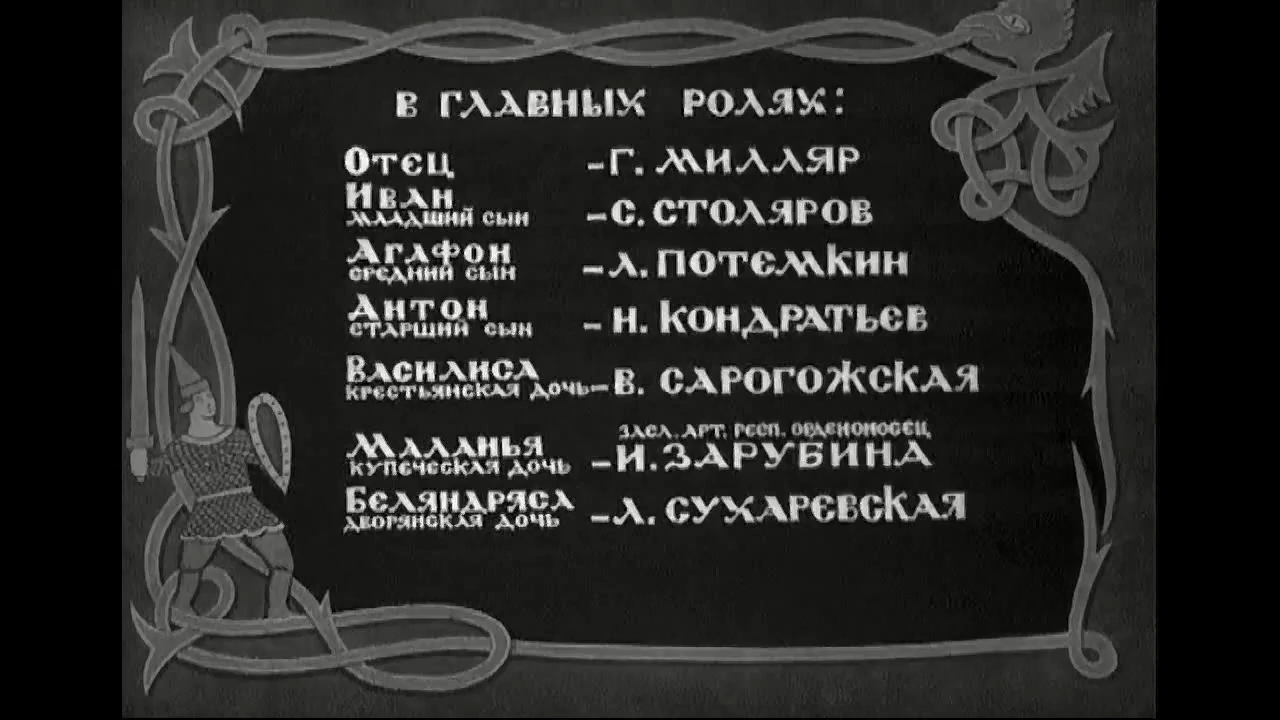 В ГЛАВНЫХ РОЛЯХ:
Отец – Г. МИЛЛЯР
Иван
младший сын – С. СТОЛЯРОВ
Агафон
средний сын – Л. ПОТЕМКИН
Антон
старший сын – Н. КОНДРАТЬЕВ
Василиса
крестьянская дочь – В. САРОГОЖСКАЯ
засл. арт. респ. орденоносец
Маланья
купеческая дочь – И. ЗАРУБИНА
Беляндряса
дворянская дочь – Л. СУХАРЕВСКАЯ